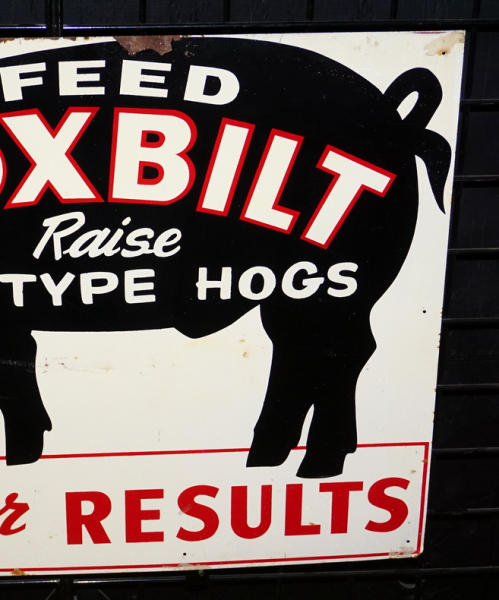 FEED
OXBILT
Raise
TYPE HOGS
r RESULTS